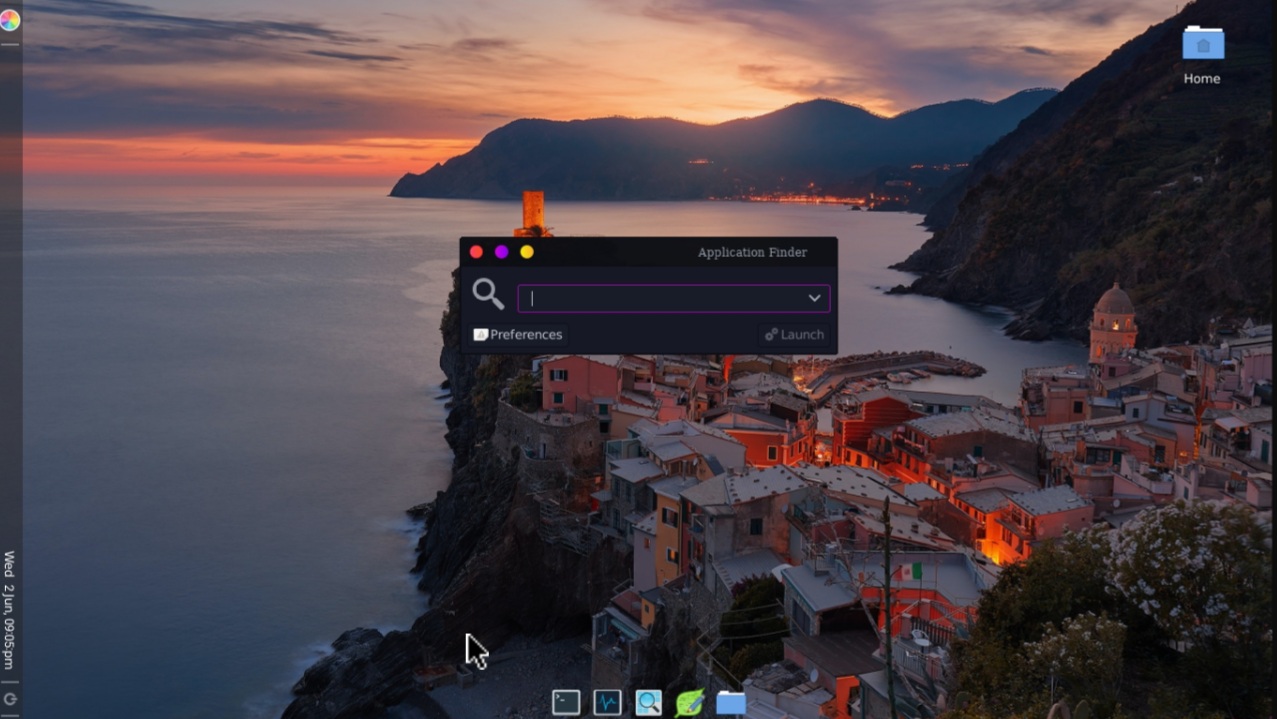 Home
Application Finder
Preferences
Launch
Wed 2 Jun, 09:05:pm